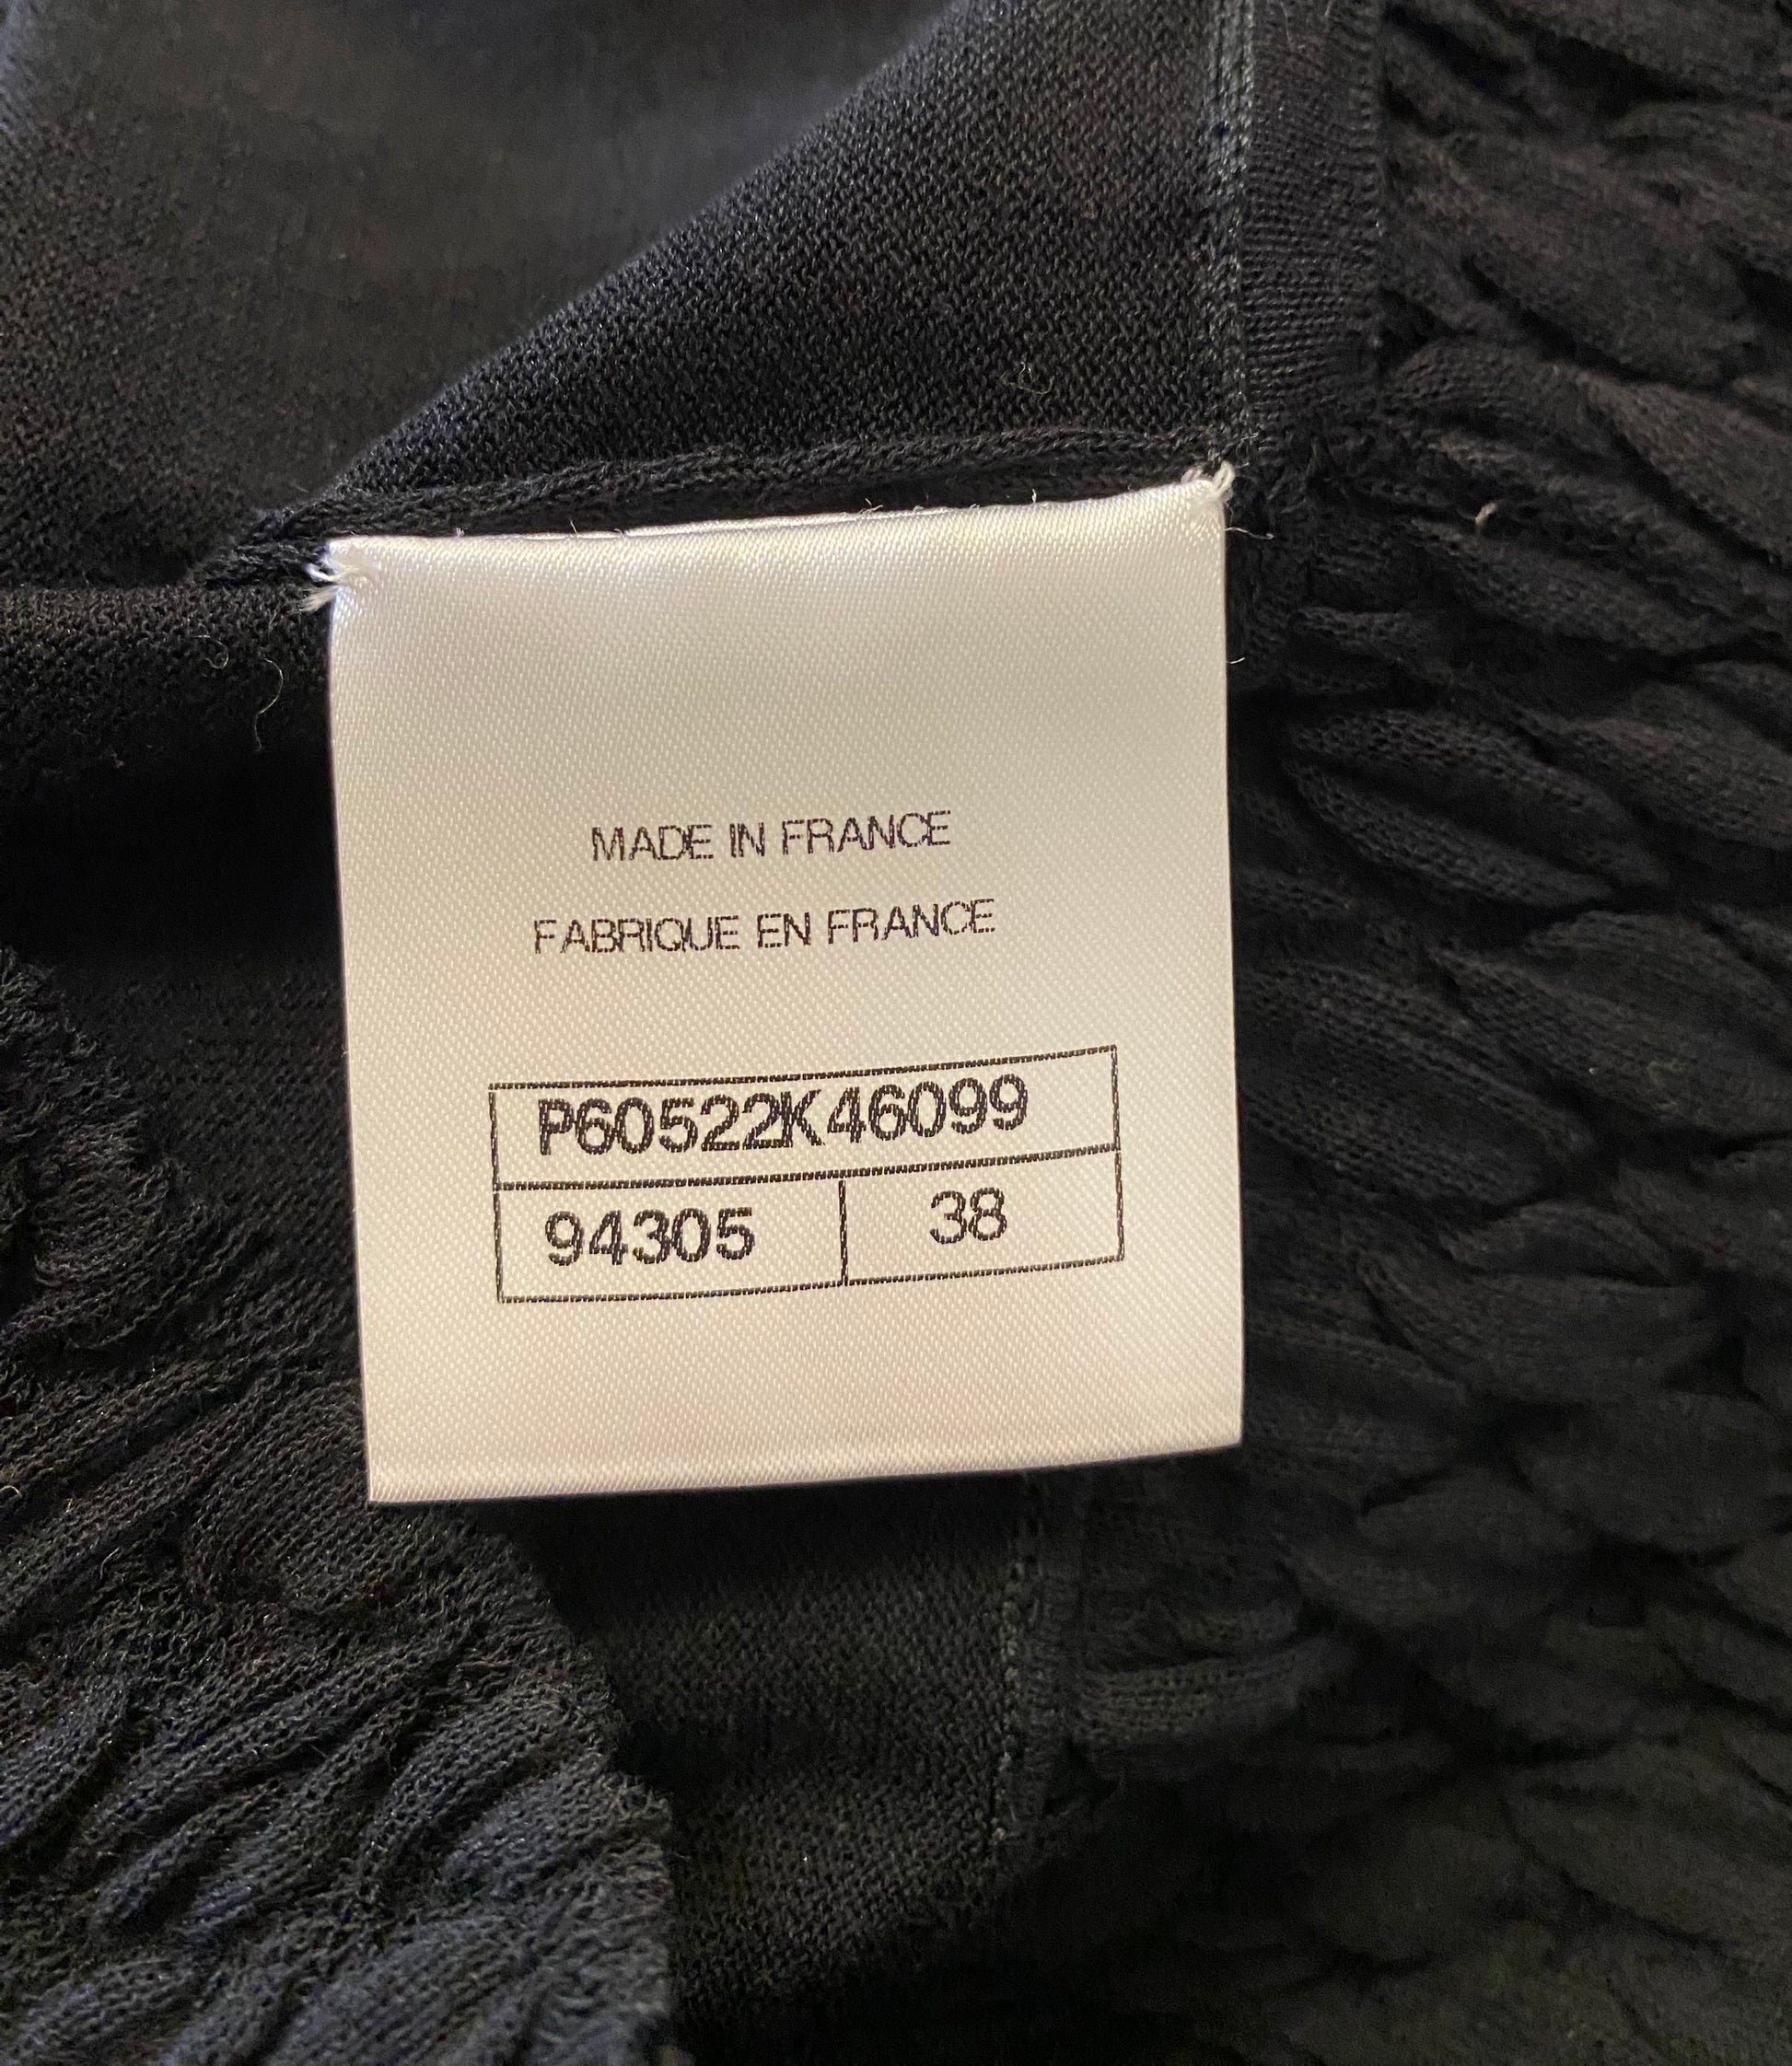 MADE IN FRANCE
FABRIQUE EN FRANCE
P60522K46099
94305 38